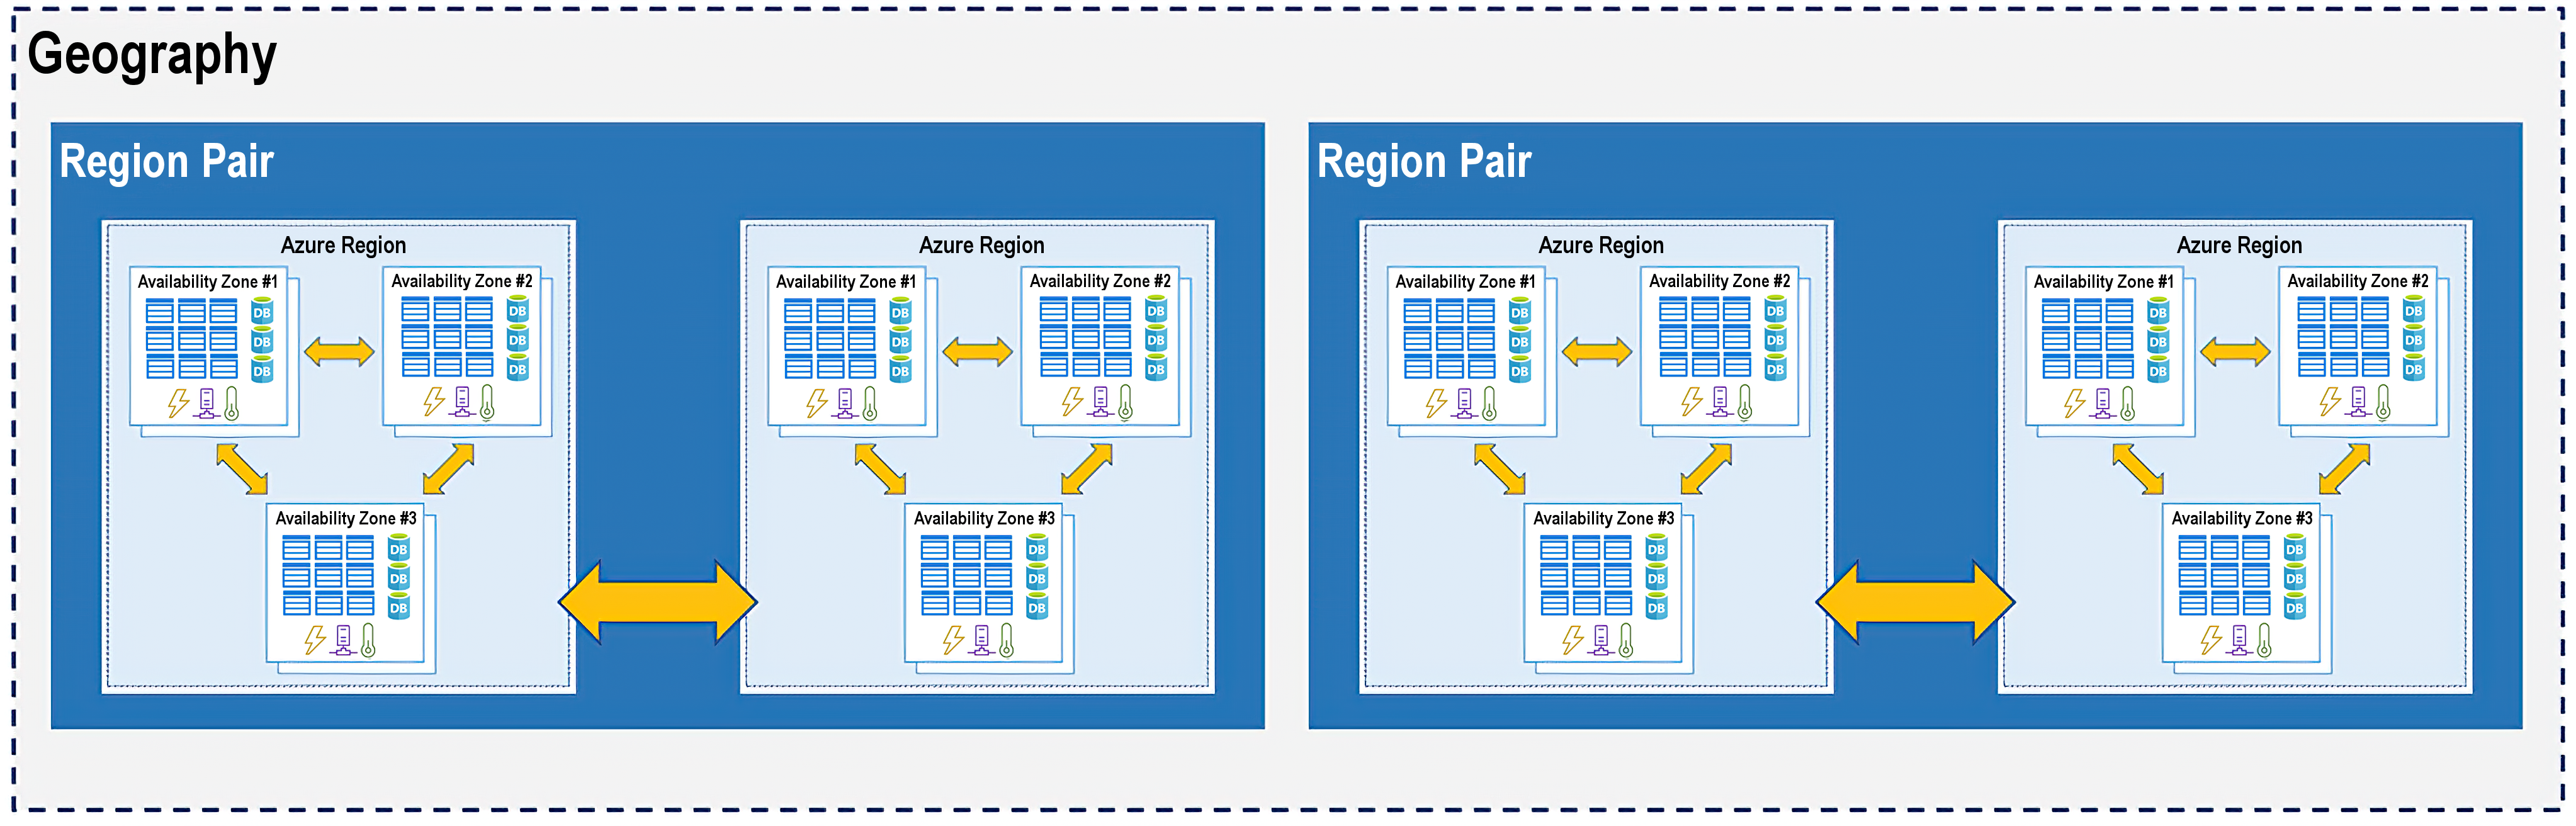 Geography
Region Pair
Azure Region
Availability Zone #1
DB
DB
DB
Availability Zone #2
DB
DB
DB
Availability Zone #3
DB
DB
DB
Azure Region
Availability Zone #1
DB
DB
DB
Availability Zone #2
DB
DB
DB
Availability Zone #3
DB
DB
DB
Region Pair
Azure Region
Availability Zone #1
DB
DB
DB
Availability Zone #2
DB
DB
DB
Availability Zone #3
DB
DB
DB
Azure Region
Availability Zone #1
DB
DB
DB
Availability Zone #2
DB
DB
DB
Availability Zone #3
DB
DB
DB